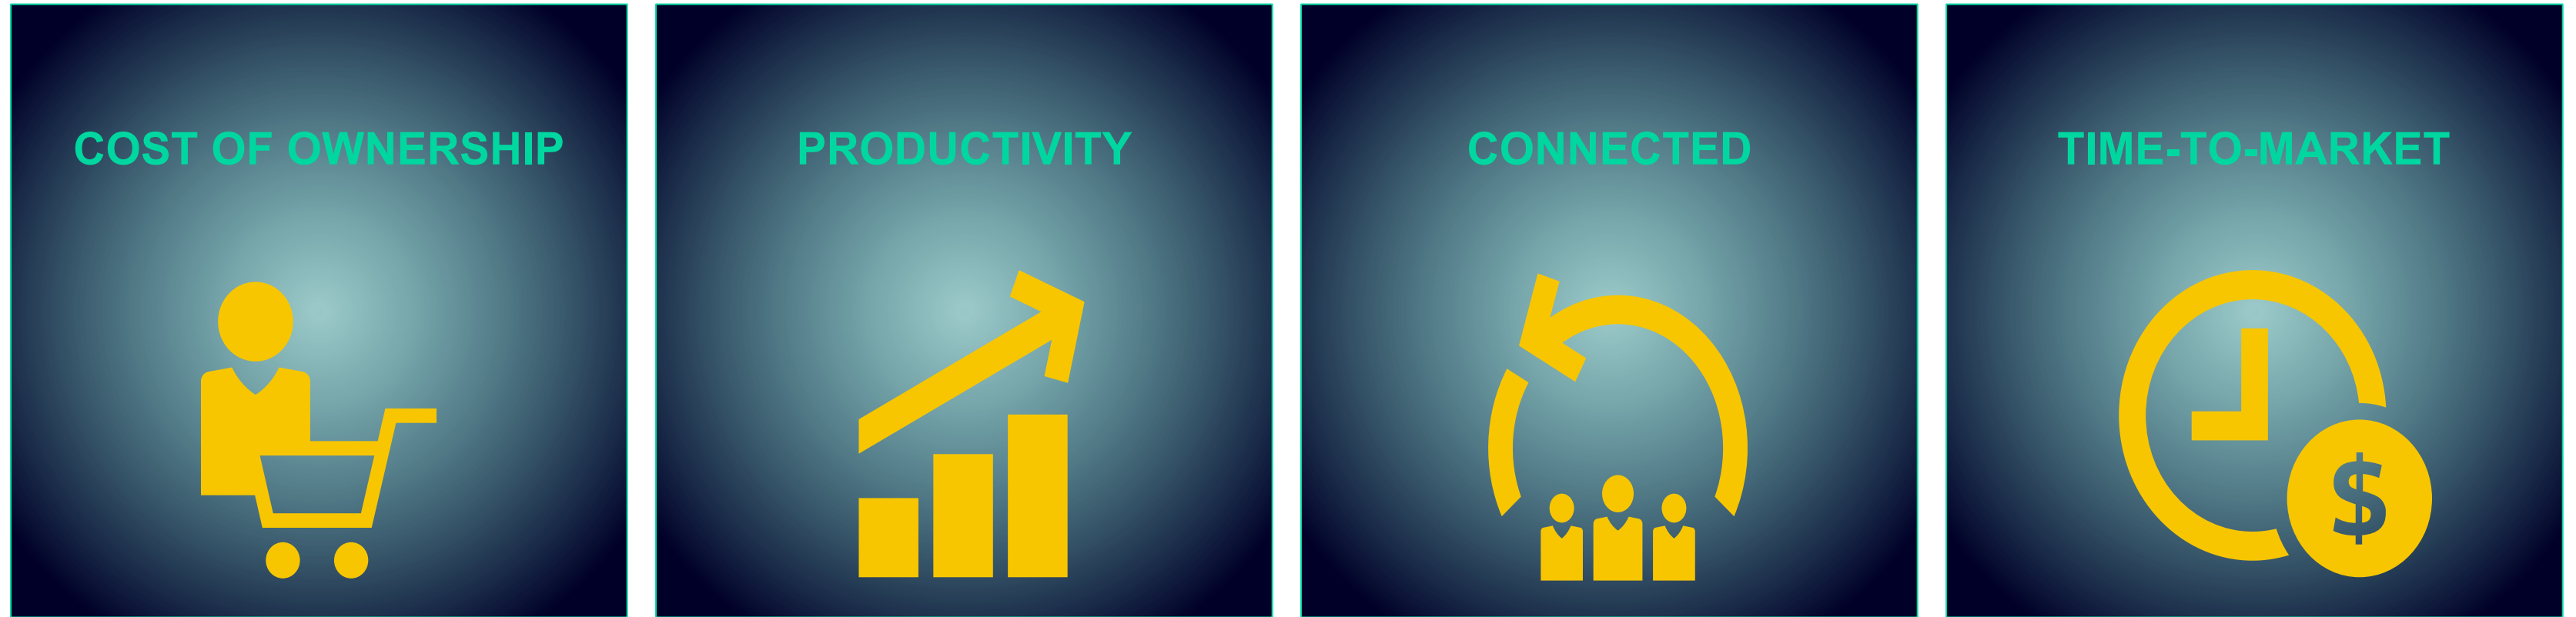 COST OF OWNERSHIP
PRODUCTIVITY
CONNECTED
TIME-TO-MARKET
$